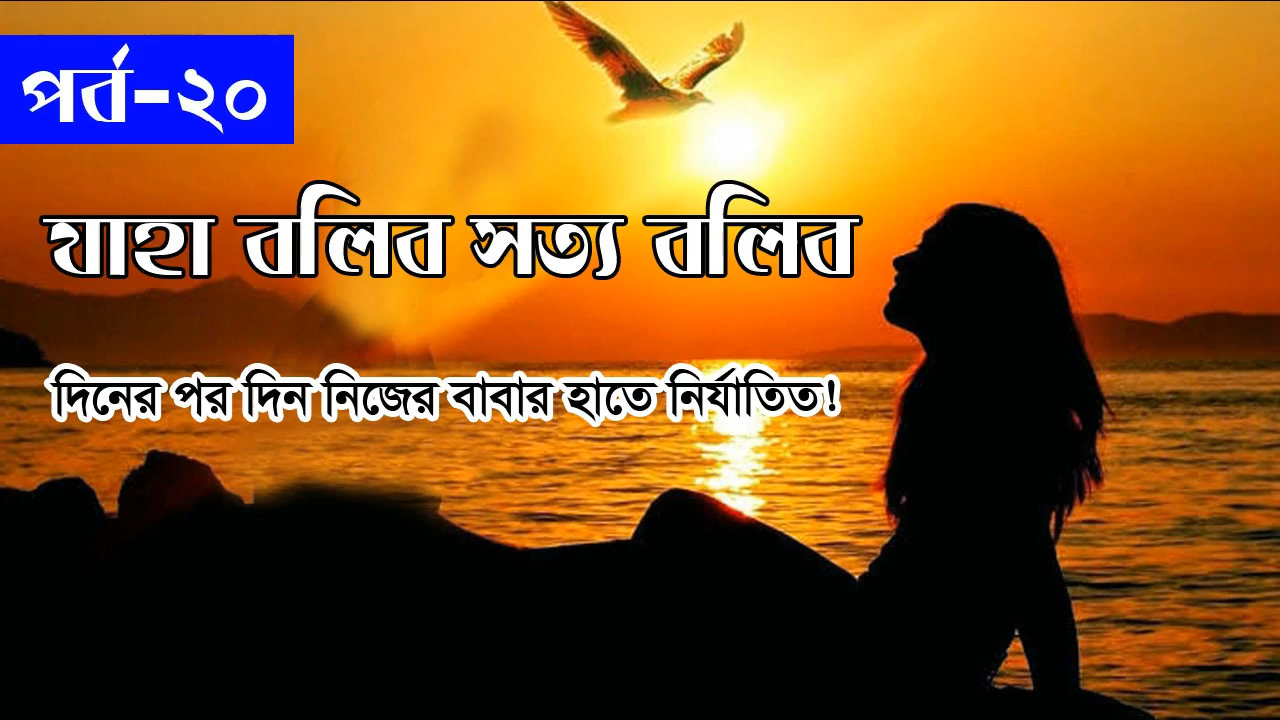 পর্ব-২০
যাহা বলিব সত্য বলিব
দিনের পর দিন নিজের বাবার হাতে নির্যাতিত!